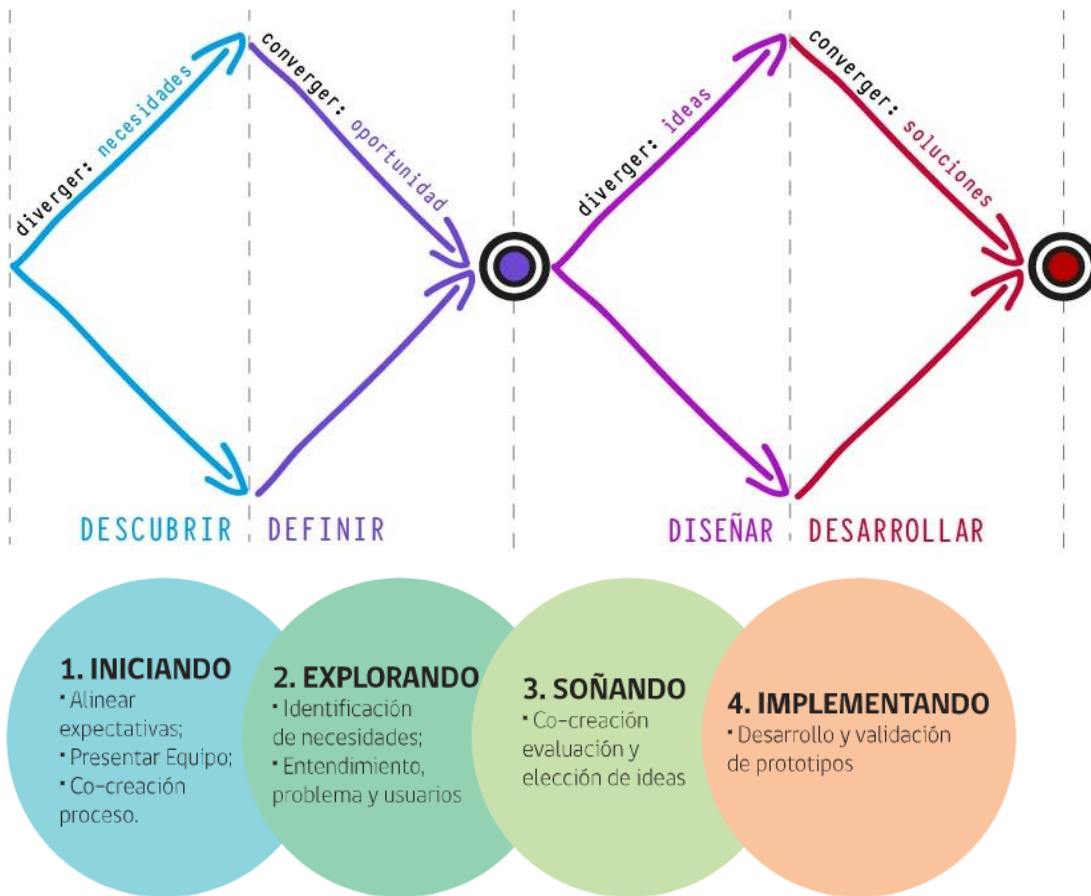 diverger: necesidades
converger: oportunidad
diverger: ideas
converger: soluciones
DESCUBRIR
DEFINIR
DISEÑAR
DESARROLLAR
1. INICIANDO
▪ Alinear
expectativas;
▪ Presentar Equipo;
▪ Co-creación
proceso.
2. EXPLORANDO
▪ Identificación
de necesidades;
▪ Entendimiento,
problema y usuarios
3. SOÑANDO
▪ Co-creación
evaluación y
elección de ideas
4. IMPLEMENTANDO
▪ Desarrollo y validación
de prototipos